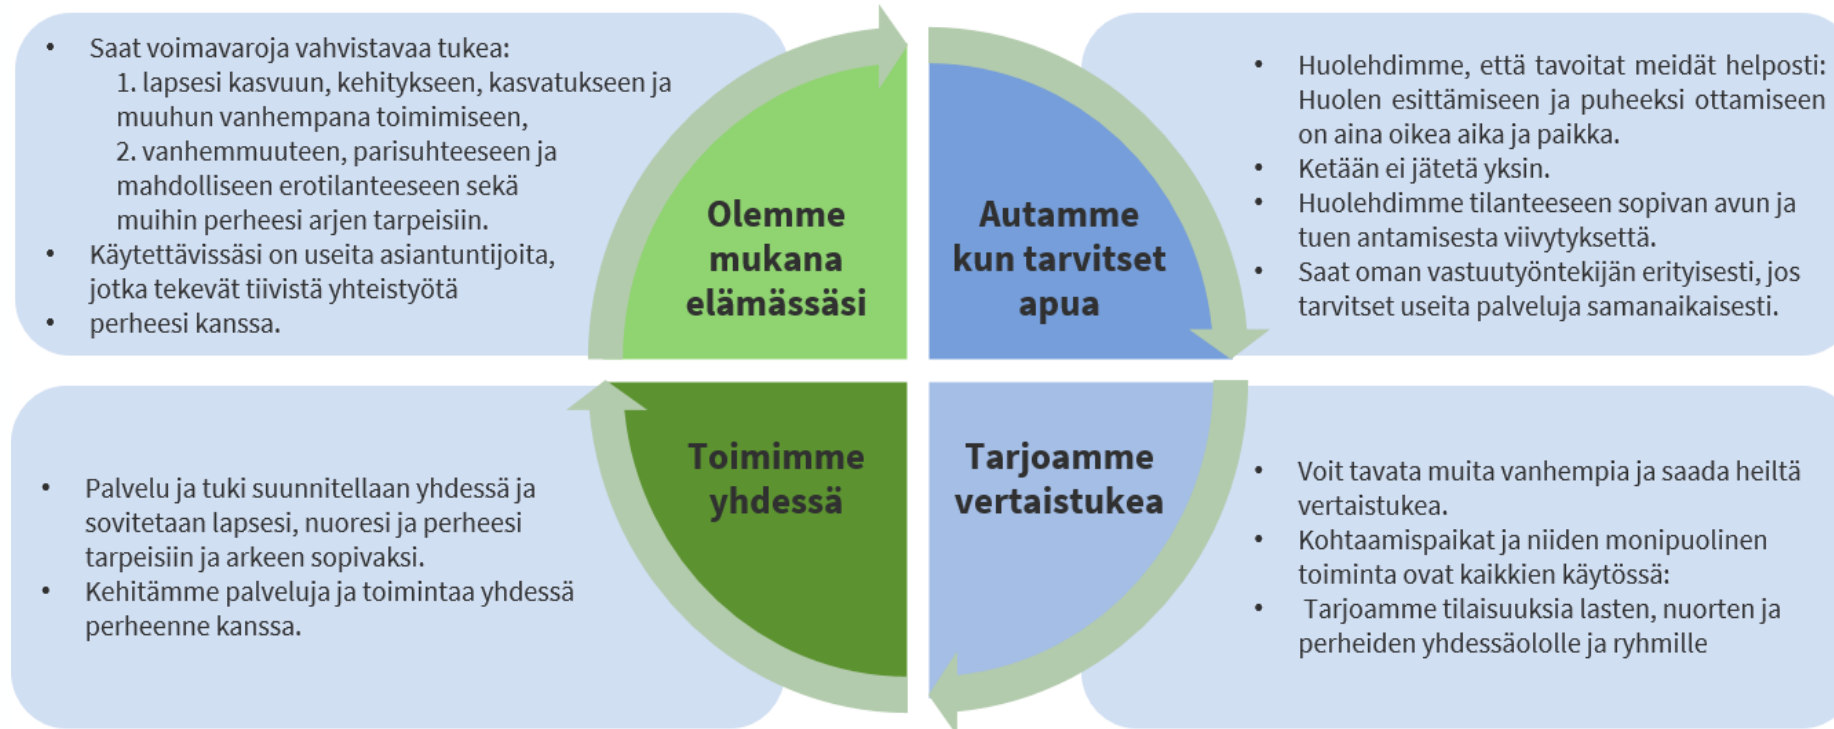 • Saat voimavaroja vahvistavaa tukea:
1. lapsesi kasvuun, kehitykseen, kasvatukseen ja
muuhun vanhempana toimimiseen,
2. vanhemmuuteen, parisuhteeseen ja
mahdolliseen erotilanteeseen sekä
muihin perheesi arjen tarpeisiin.
• Käytettävissäsi on useita asiantuntijoita,
jotka tekevät tiivistä yhteistyötä
• perheesi kanssa.
Olemme
mukana
elämässäsi
Autamme
kun tarvitset
apua
• Huolehdimme, että tavoitat meidät helposti:
Huolen esittämiseen ja puheeksi ottamiseen
on aina oikea aika ja paikka.
• Ketään ei jätetä yksin.
• Huolehdimme tilanteeseen sopivan avun ja
tuen antamisesta viivytyksettä.
• Saat oman vastuutyöntekijän erityisesti, jos
tarvitset useita palveluja samanaikaisesti.
• Palvelu ja tuki suunnitellaan yhdessä ja
sovitetaan lapsesi, nuoresi ja perheesi
tarpeisiin ja arkeen sopivaksi.
• Kehitämme palveluja ja toimintaa yhdessä
perheenne kanssa.
Toimimme
yhdessä
Tarjoamme
vertaistukea
• Voit tavata muita vanhempia ja saada heiltä
vertaistukea.
• Kohtaamispaikat ja niiden monipuolinen
toiminta ovat kaikkien käytössä:
• Tarjoamme tilaisuuksia lasten, nuorten ja
perheiden yhdessäololle ja ryhmille